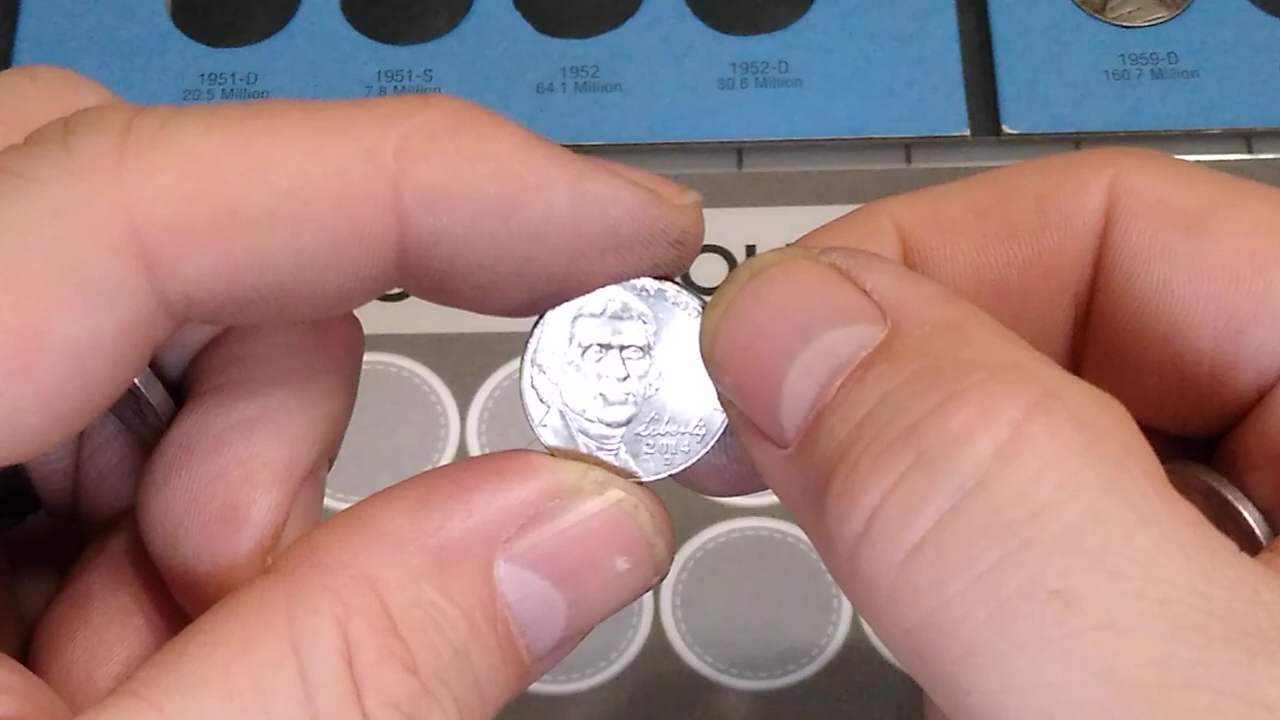 1951-D
20.5 Million
1951-S
7.8 Million
1952
64.1 Million
1952-D
30.6 Million
1959-D
160.7 Million
Liberty
2014